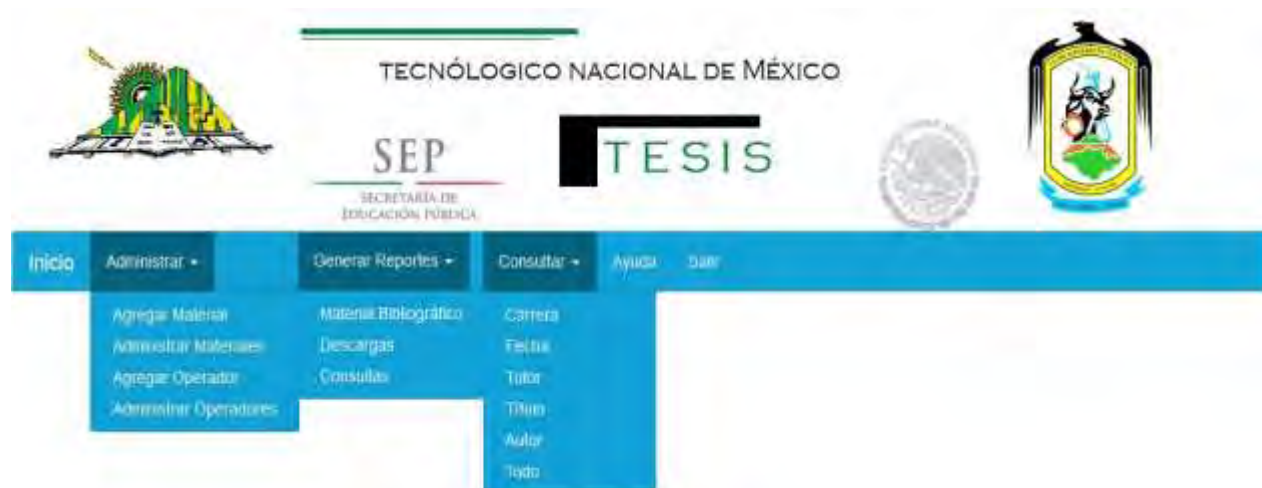 TECNÓLOGICO NACIONAL DE MÉXICO
SEP
SECRETARÍA DE
EDUCACIÓN PÚBLICA
TESIS
Inicio Administrar Generar Reportes Consultar Ayuda Salir
Agregar Material
Administrar Materiales
Agregar Operador
Administrar Operadores
Material Bibliográfico
Descargas
Consultas
Carrera
Fecha
Tutor
Título
Autor
Todo